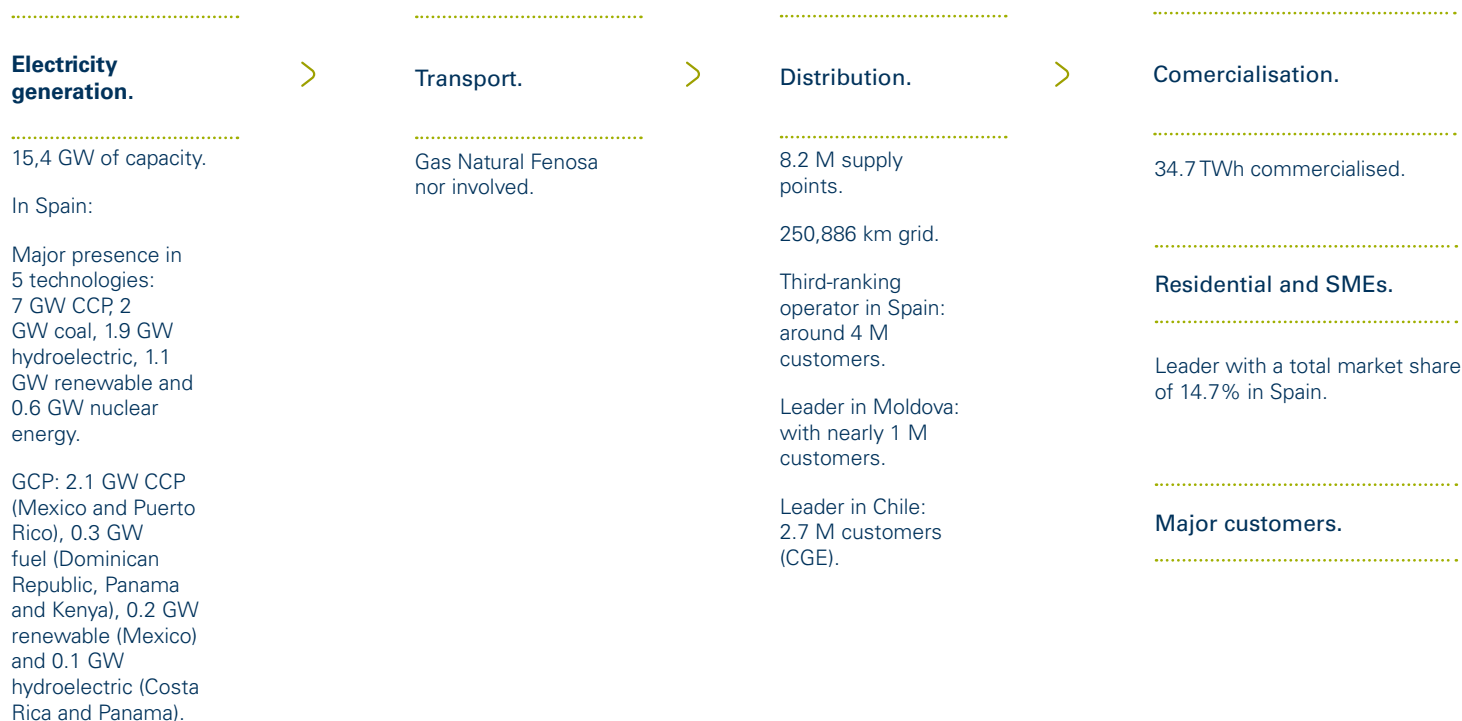 Electricity
generation.
15,4 GW of capacity.
In Spain:
Major presence in
5 technologies:
7 GW CCP, 2
GW coal, 1.9 GW
hydroelectric, 1.1
GW renewable and
0.6 GW nuclear
energy.
GCP: 2.1 GW CCP
(Mexico and Puerto
Rico), 0.3 GW
fuel (Dominican
Republic, Panama
and Kenya), 0.2 GW
renewable (Mexico)
and 0.1 GW
hydroelectric (Costa
Rica and Panama).
Transport.
Gas Natural Fenosa
nor involved.
Distribution.
8.2 M supply
points.
250,886 km grid.
Third-ranking
operator in Spain:
around 4 M
customers.
Leader in Moldova:
with nearly 1 M
customers.
Leader in Chile:
2.7 M customers
(CGE).
Comercialisation.
34.7 TWh commercialised.
Residential and SMEs.
Leader with a total market share
of 14.7% in Spain.
Major customers.